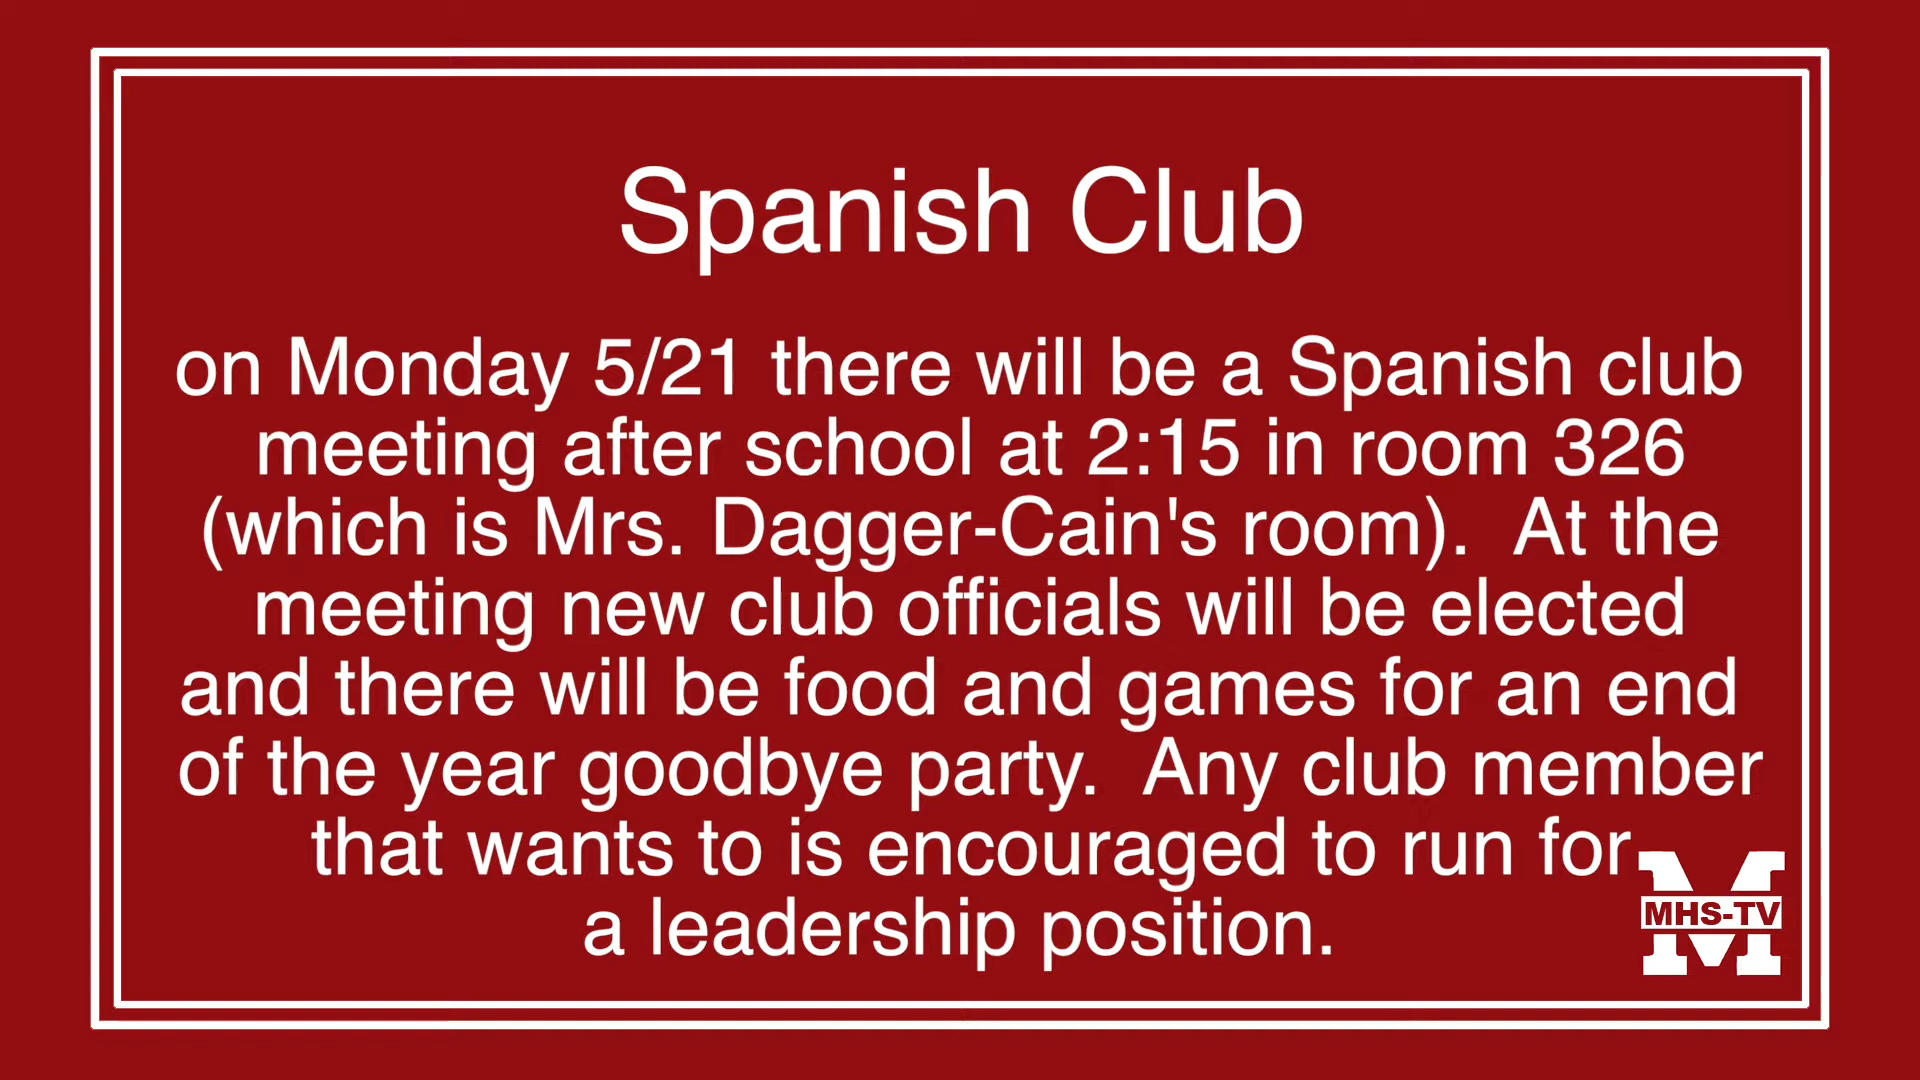 Spanish Club
on Monday 5/21 there will be a Spanish club
meeting after school at 2:15 in room 326
(which is Mrs. Dagger-Cain's room).  At the
meeting new club officials will be elected
and there will be food and games for an end
of the year goodbye party.  Any club member
that wants to is encouraged to run for
a leadership position.
M
MHS-TV